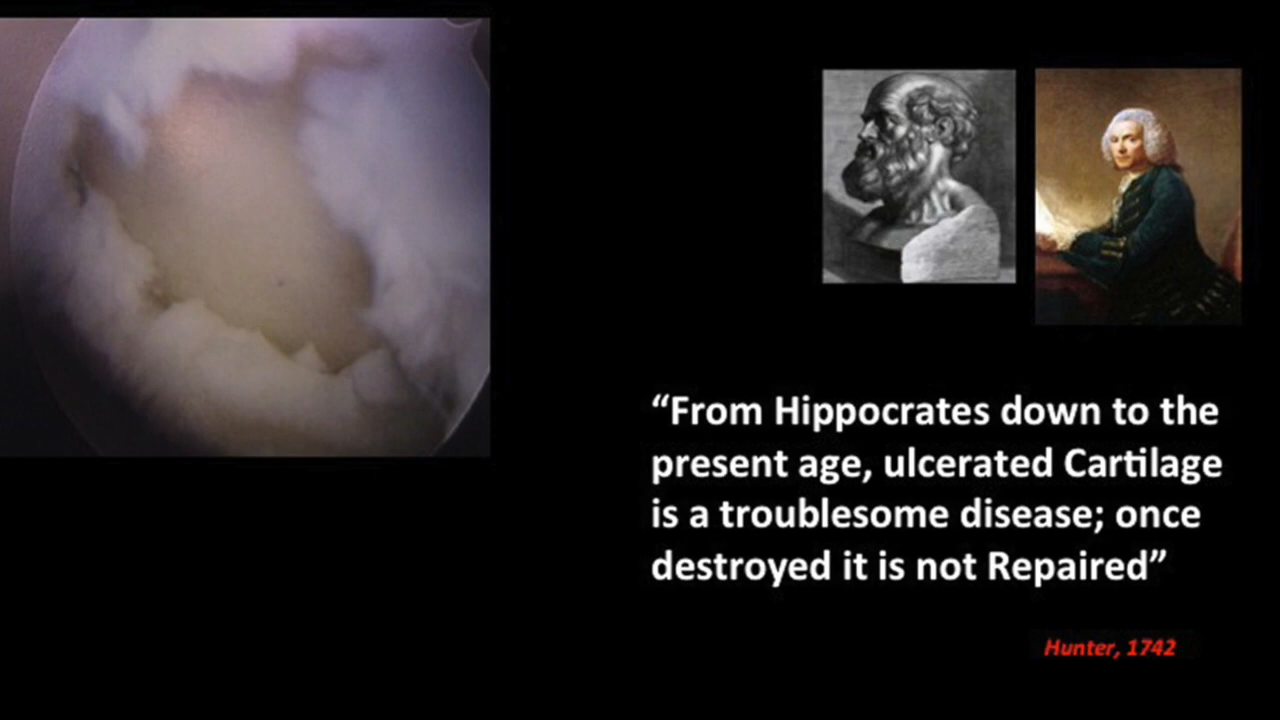 “From Hippocrates down to the
present age, ulcerated Cartilage
is a troublesome disease; once
destroyed it is not Repaired”
Hunter, 1742